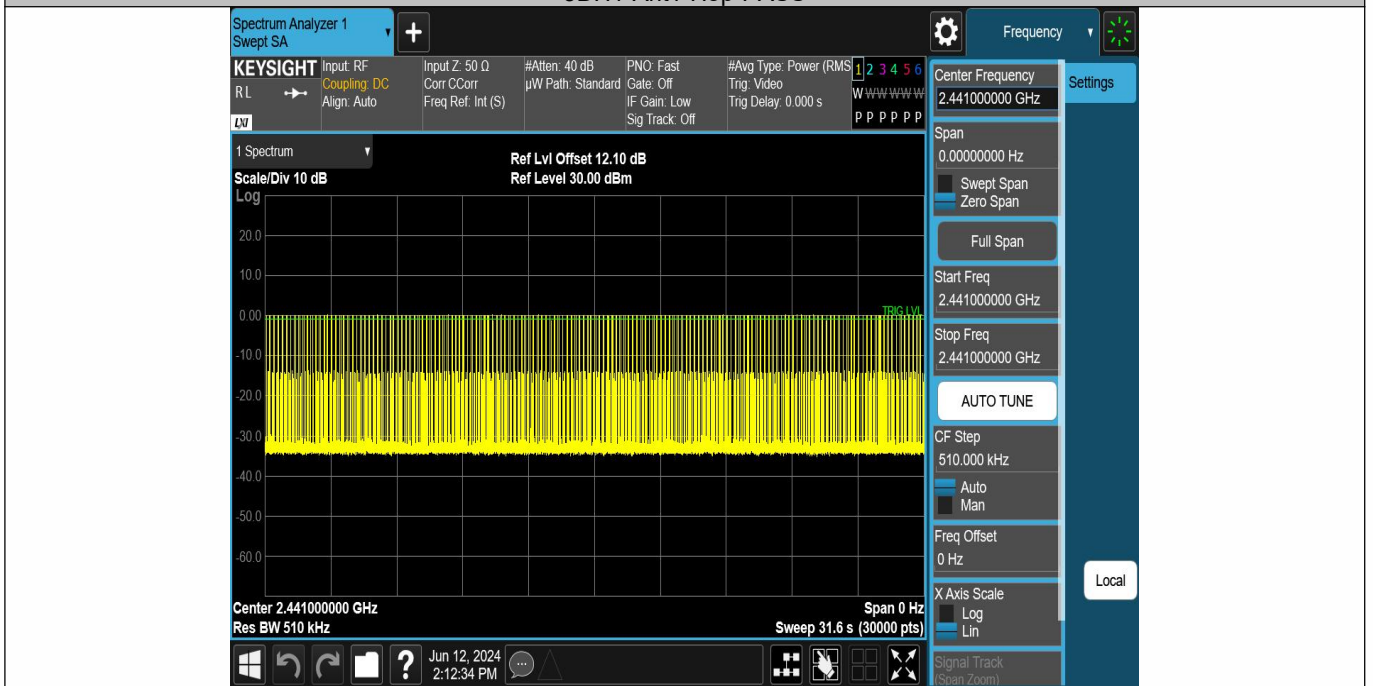 Spectrum Analyzer 1
Swept SA
+
Frequency
KEYSIGHT
RL
LXI
Input: RF
Coupling: DC
Align: Auto
Input Z: 50 Ω
Corr CCorr
Freq Ref: Int (S)
#Atten: 40 dB
µW Path: Standard
PNO: Fast
Gate: Off
IF Gain: Low
Sig Track: Off
#Avg Type: Power (RMS
Trig: Video
Trig Delay: 0.000 s
1 2 3 4 5 6
W W W W W W
P P P P P P
1 Spectrum
Scale/Div 10 dB
Ref Lvl Offset 12.10 dB
Ref Level 30.00 dBm
Log
20.0
10.0
0.00
-10.0
-20.0
-30.0
-40.0
-50.0
-60.0
TRIG LVL
Center 2.441000000 GHz
Res BW 510 kHz
Span 0 Hz
Sweep 31.6 s (30000 pts)
Center Frequency
2.441000000 GHz
Settings
Span
0.00000000 Hz
Swept Span
Zero Span
Full Span
Start Freq
2.441000000 GHz
Stop Freq
2.441000000 GHz
AUTO TUNE
CF Step
510.000 kHz
Auto
Man
Freq Offset
0 Hz
X Axis Scale
Log
Lin
Signal Track
(Span Zoom)
Local
?
Jun 12, 2024
2:12:34 PM